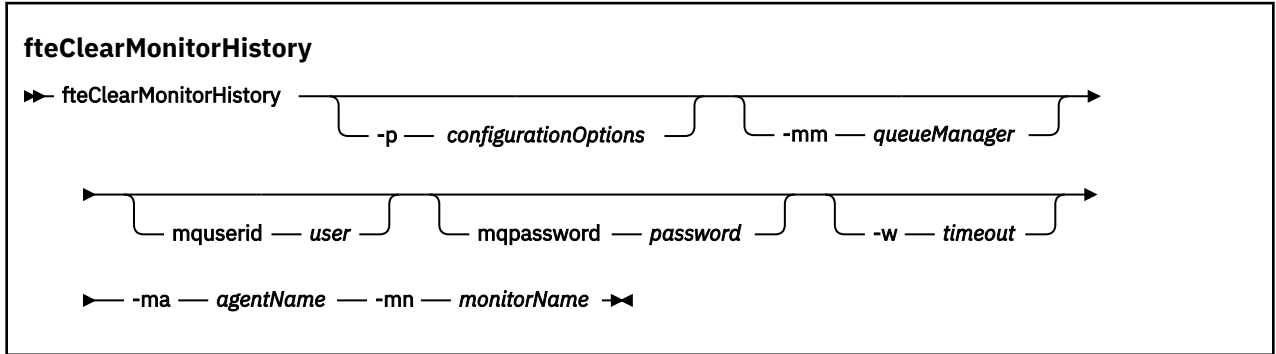 fteClearMonitorHistory
fteClearMonitorHistory
-p configurationOptions -mm queueManager
mquserid user mqpassword password -w timeout
-ma agentName -mn monitorName